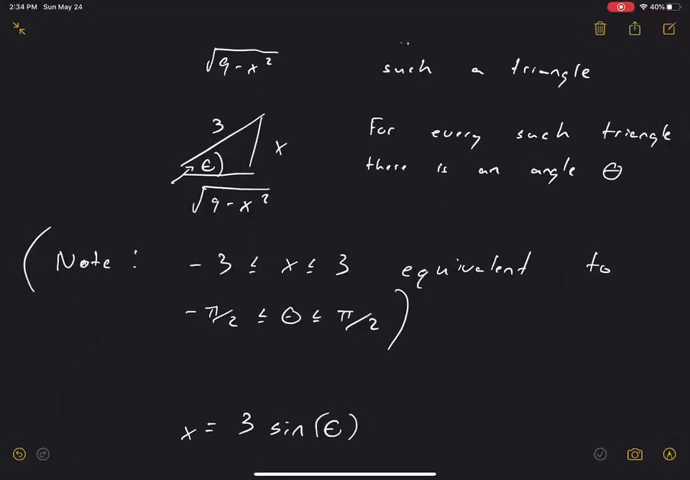 2:34 PM Sun May 24
40%
√9 - x²
such a triangle
3
x
θ
√9 - x²
For every such triangle
there is an angle θ
(Note: - 3 ≤ x ≤ 3 equivalent to
- π/2 ≤ θ ≤ π/2)
x = 3 sin(θ)